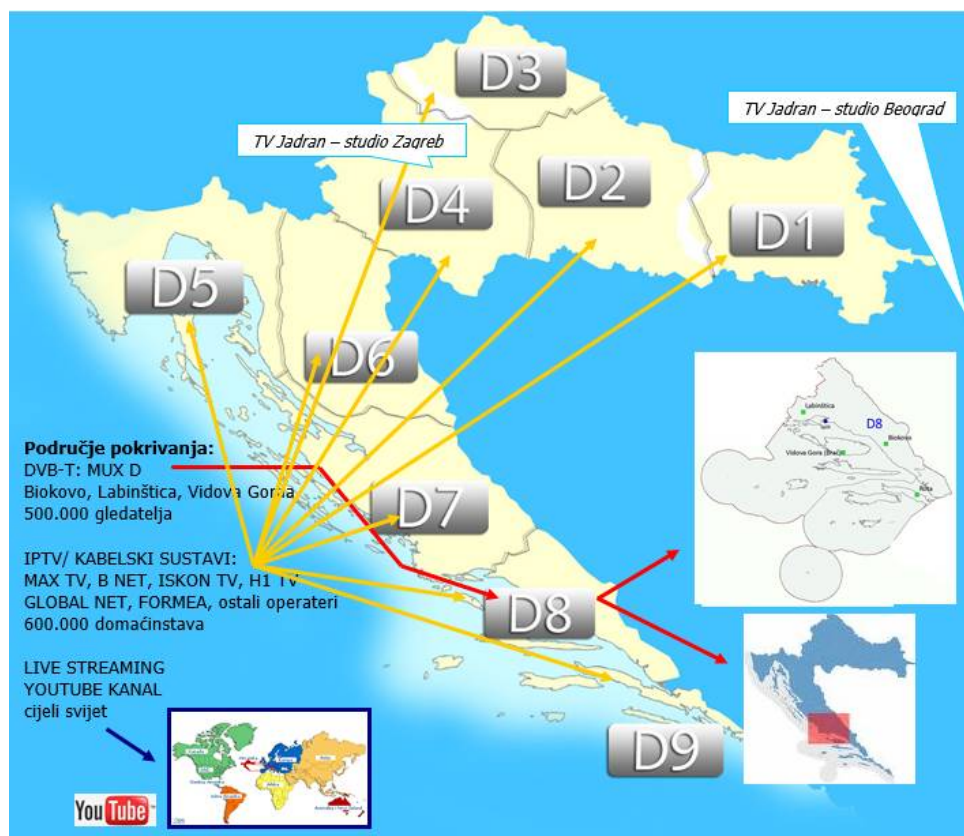 D3
TV Jadran – studio Beograd
TV Jadran – studio Zagreb
D2
D4
D1
D5
D6
Labinštica
D8
Split
Biokovo
Vidova Gora (Brač)
Područje pokrivanja:
DVB-T: MUX D
Biokovo, Labinštica, Vidova Gorna,
500.000 gledatelja
D7
IPTV/ KABELSKI SUSTAVI:
MAX TV, B NET, ISKON TV, H1 TV
GLOBAL NET, FORMEA, ostali operateri
600.000 domaćinstava
D8
LIVE STREAMING
YOUTUBE KANAL
cijeli svijet
D9
YouTube